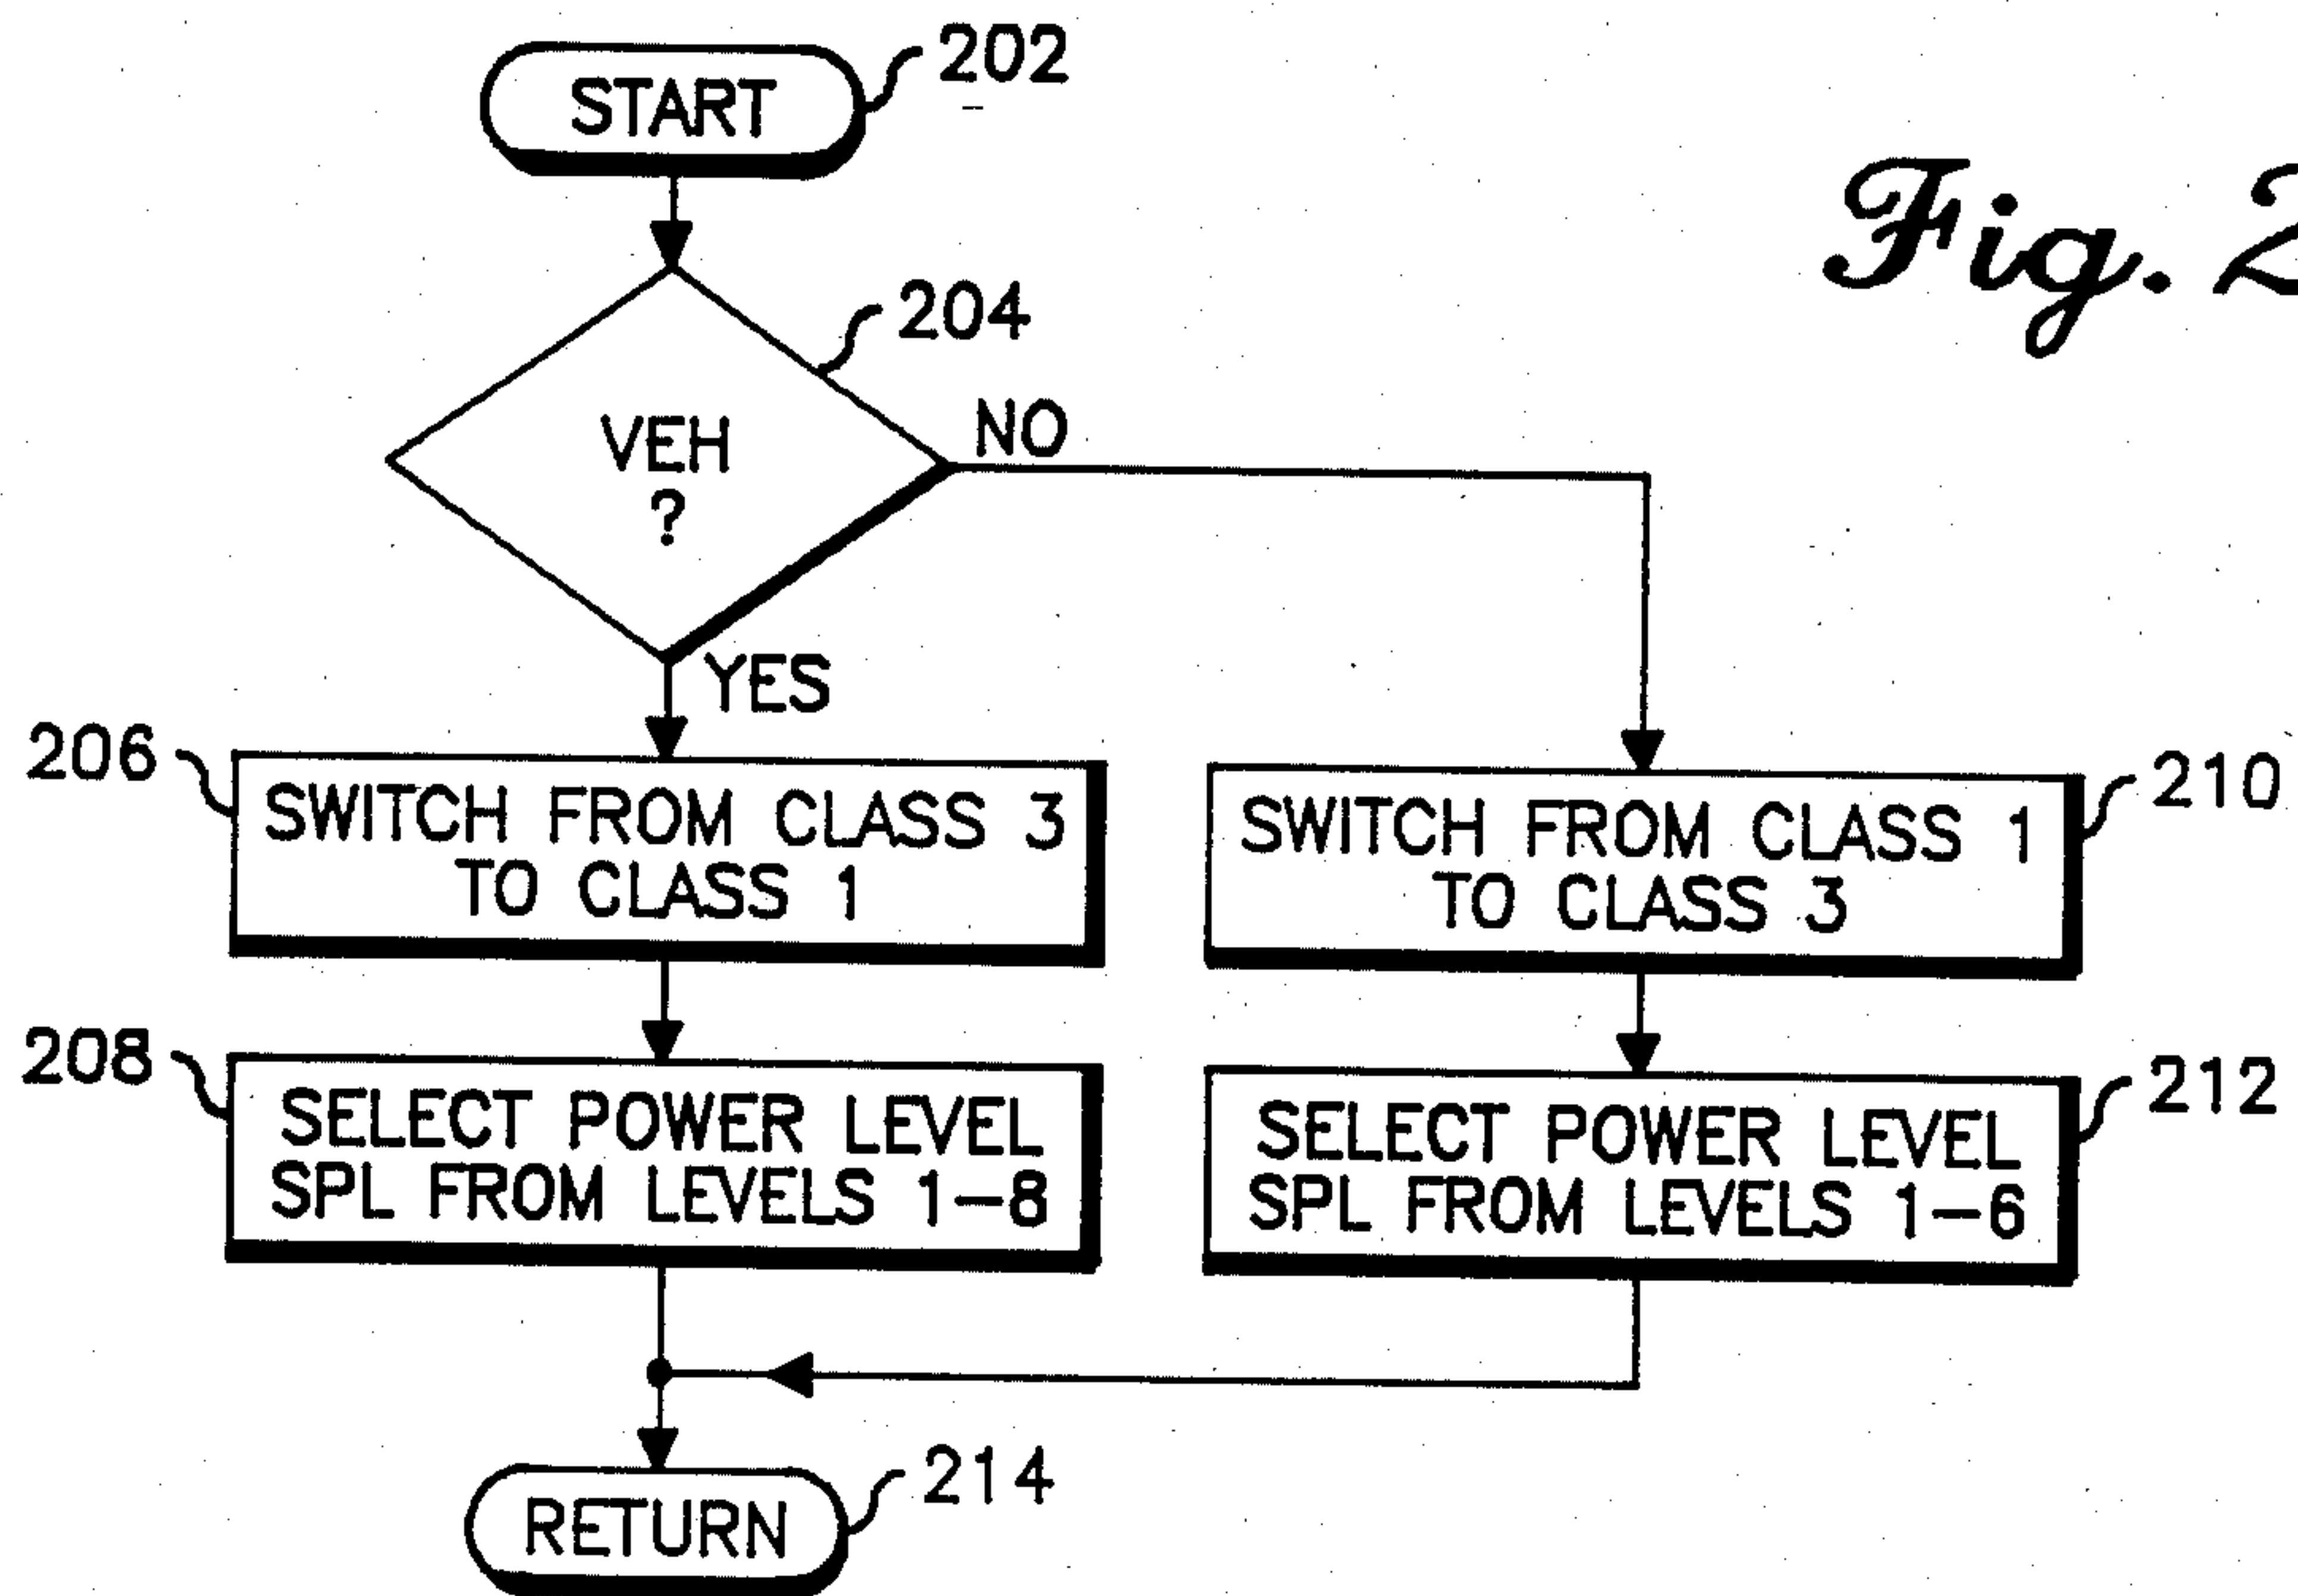 START
202
Fig. 2
204
VEH
?
NO
YES
206
SWITCH FROM CLASS 3
TO CLASS 1
SWITCH FROM CLASS 1
TO CLASS 3
210
208
SELECT POWER LEVEL
SPL FROM LEVELS 1-8
SELECT POWER LEVEL
SPL FROM LEVELS 1-6
212
RETURN
214